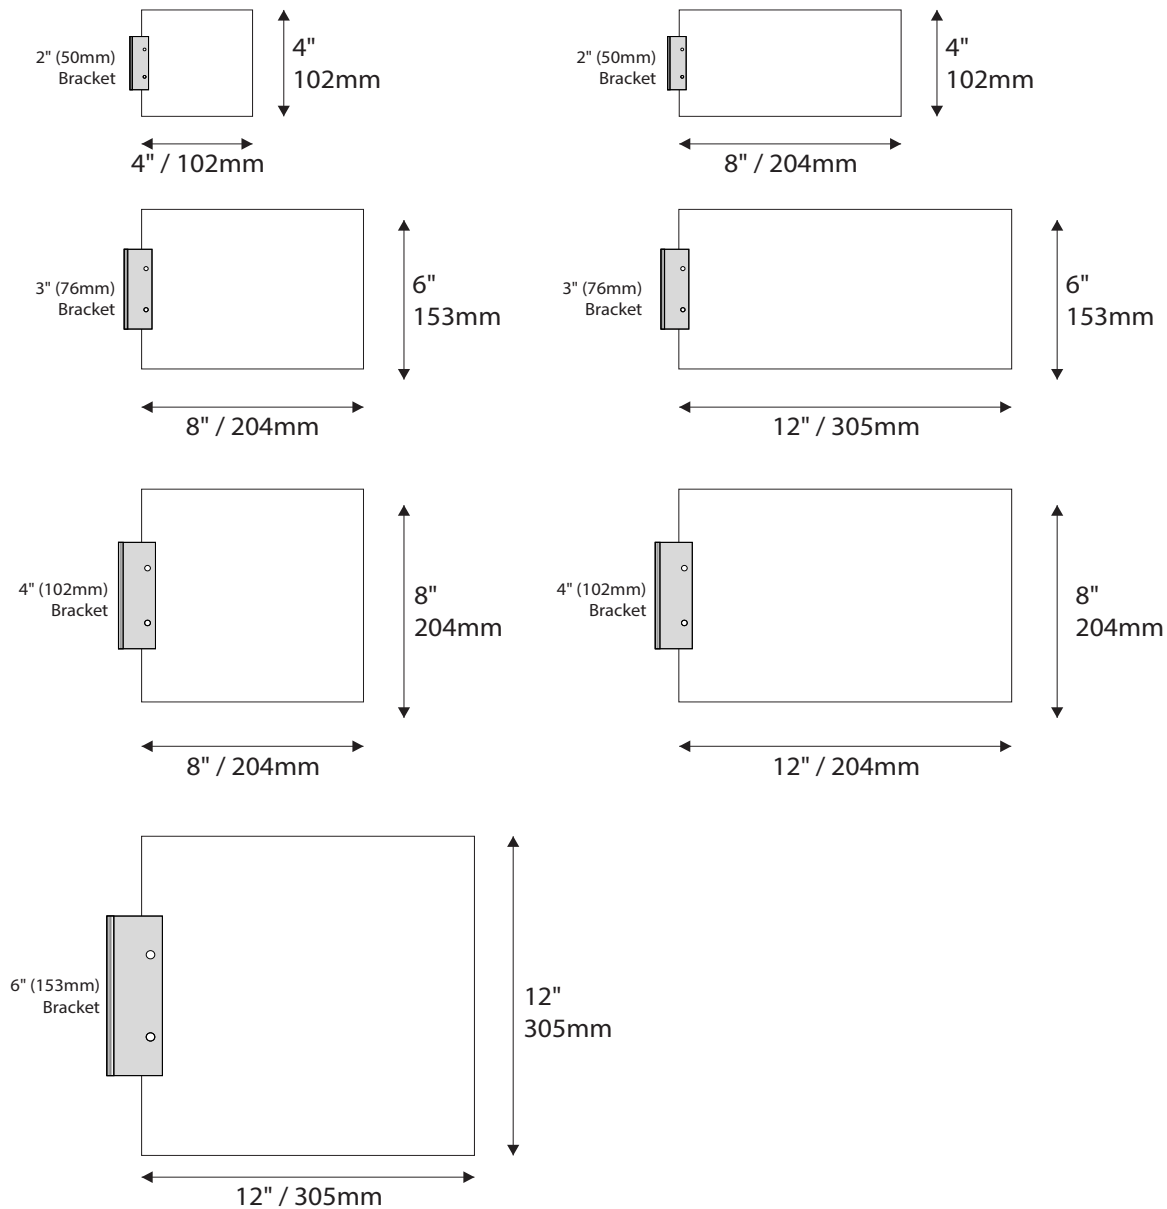 2" (50mm)
Bracket
4"
102mm
4" / 102mm
2" (50mm)
Bracket
4"
102mm
8" / 204mm
3" (76mm)
Bracket
6"
153mm
8" / 204mm
3" (76mm)
Bracket
6"
153mm
12" / 305mm
4" (102mm)
Bracket
8"
204mm
8" / 204mm
4" (102mm)
Bracket
8"
204mm
12" / 204mm
6" (153mm)
Bracket
12"
305mm
12" / 305mm